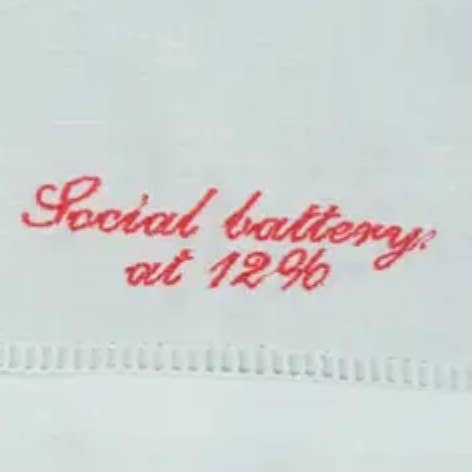 Social battery
at 12%